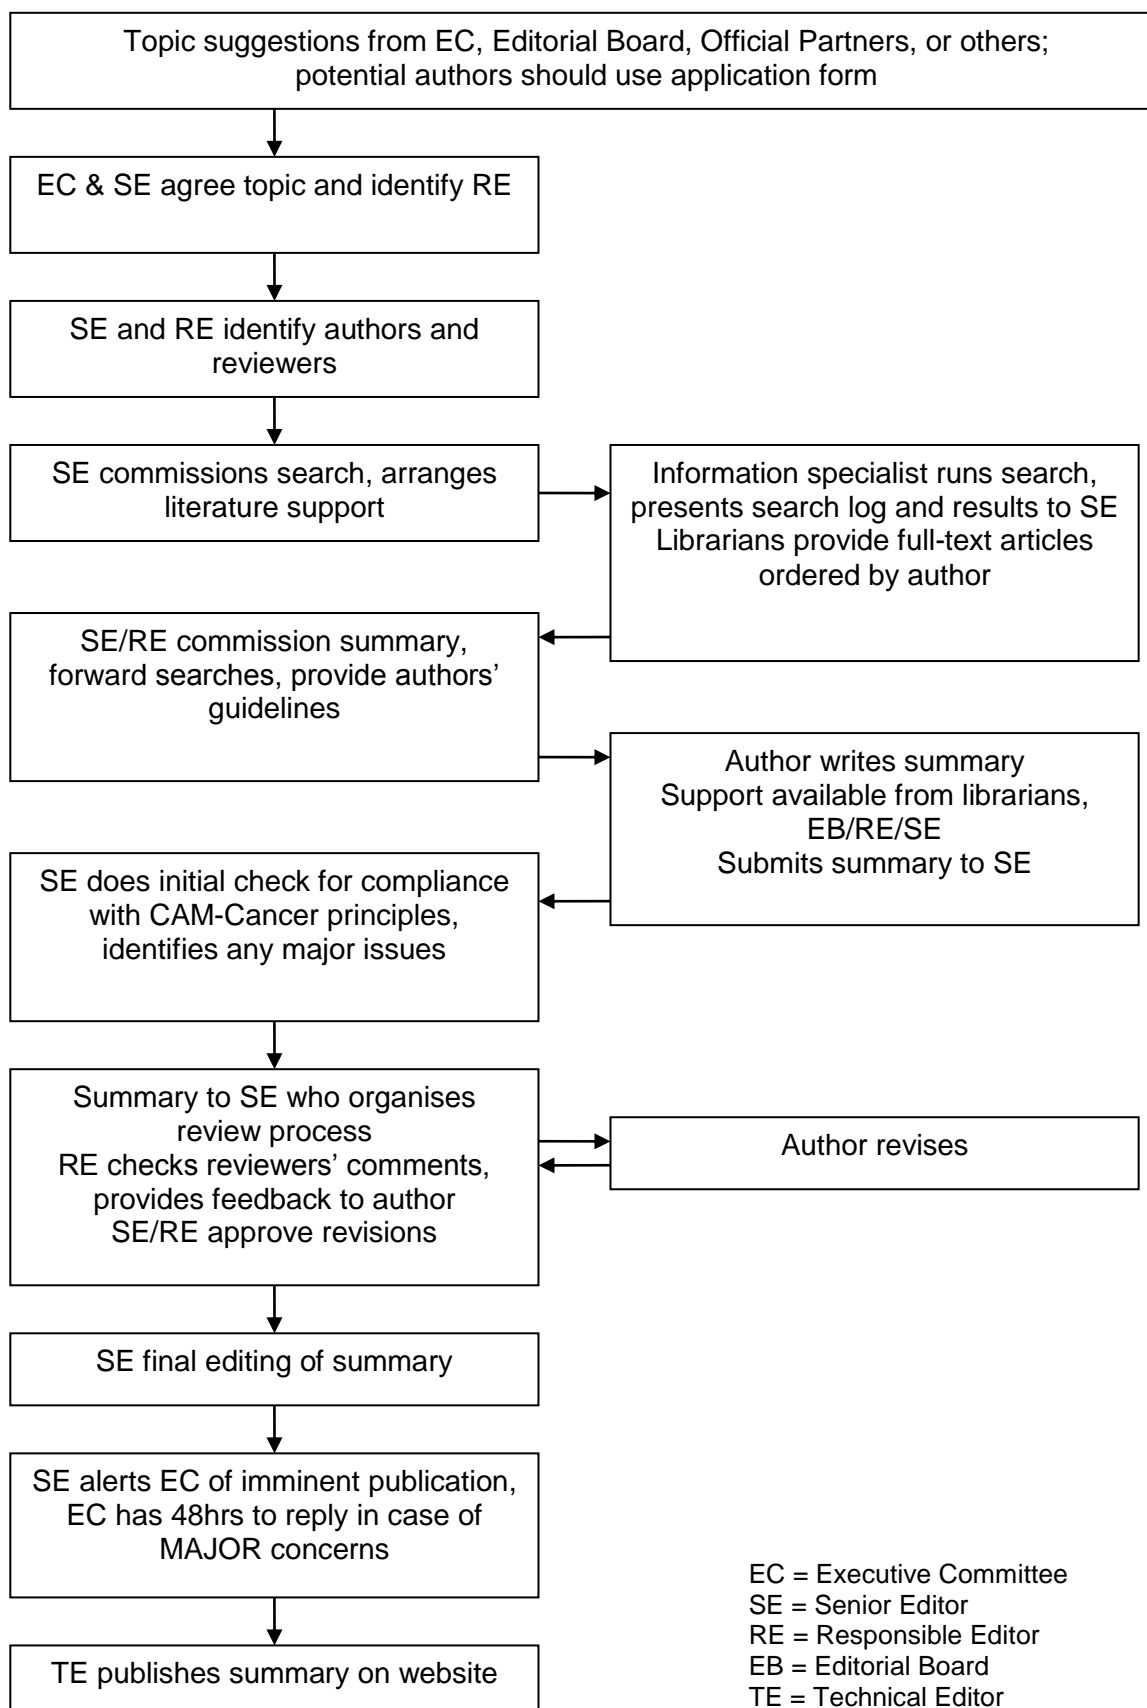 Topic suggestions from EC, Editorial Board, Official Partners, or others;
potential authors should use application form
EC & SE agree topic and identify RE
SE and RE identify authors and
reviewers
SE commissions search, arranges
literature support
Information specialist runs search,
presents search log and results to SE
Librarians provide full-text articles
ordered by author
SE/RE commission summary,
forward searches, provide authors’
guidelines
Author writes summary
Support available from librarians,
EB/RE/SE
Submits summary to SE
SE does initial check for compliance
with CAM-Cancer principles,
identifies any major issues
Summary to SE who organises
review process
RE checks reviewers’ comments,
provides feedback to author
SE/RE approve revisions
Author revises
SE final editing of summary
SE alerts EC of imminent publication,
EC has 48hrs to reply in case of
MAJOR concerns
TE publishes summary on website
EC = Executive Committee
SE = Senior Editor
RE = Responsible Editor
EB = Editorial Board
TE = Technical Editor